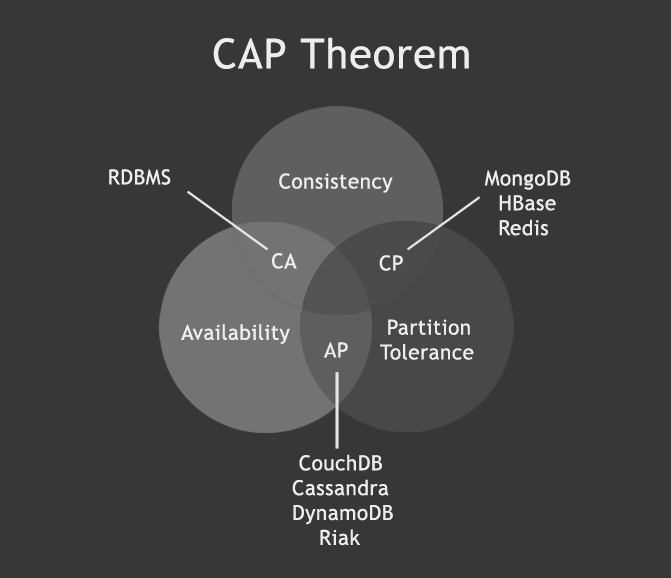 CAP Theorem
RDBMS
Consistency
MongoDB
HBase
Redis
CA
CP
Availability
Partition
Tolerance
AP
CouchDB
Cassandra
DynamoDB
Riak